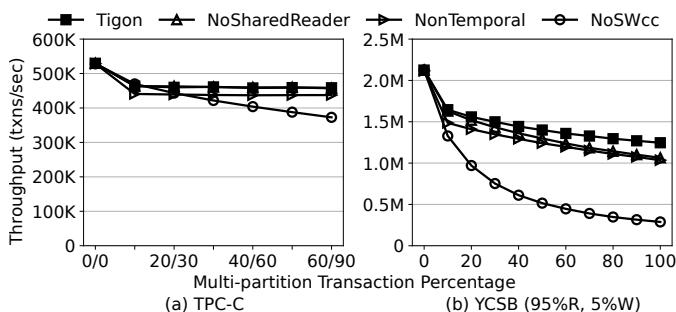 Tigon NoSharedReader NonTemporal NoSWcc
Throughput (txns/sec)
600K
500K
400K
300K
200K
100K
0
0/0 20/30 40/60 60/90
2.5M
2.0M
1.5M
1.0M
0.5M
0
0 20 40 60 80 100
Multi-partition Transaction Percentage
(a) TPC-C (b) YCSB (95%R, 5%W)